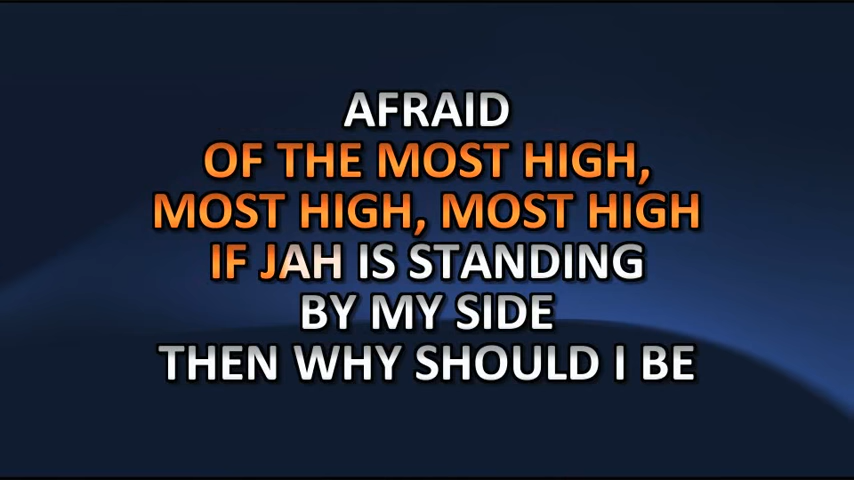 AFRAID
OF THE MOST HIGH,
MOST HIGH, MOST HIGH
IF JAH IS STANDING
BY MY SIDE
THEN WHY SHOULD I BE